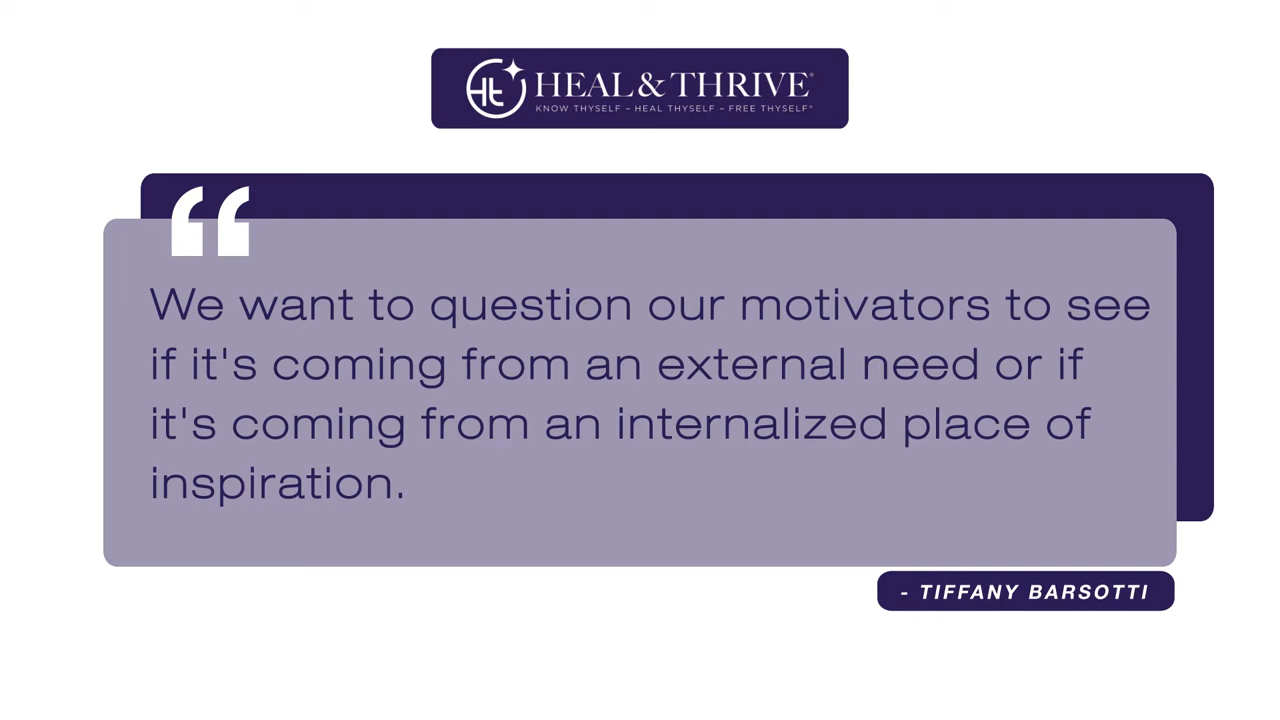 ht HEAL & THRIVE®
KNOW THYSELF – HEAL THYSELF – FREE THYSELF®
“
We want to question our motivators to see
if it's coming from an external need or if
it's coming from an internalized place of
inspiration.
- TIFFANY BARSOTTI